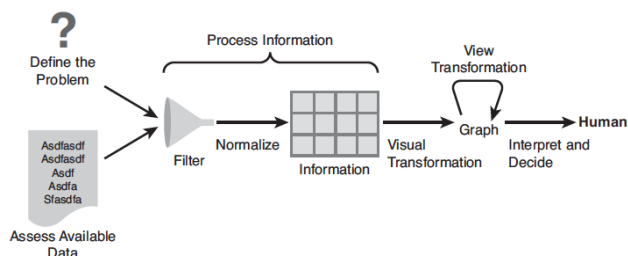 ?
Define the
Problem
Process Information
View
Transformation
Asdfasdf
Asdfasdf
Asdf
Asdfa
Sfasdfa
Filter
Normalize
Information
Visual
Transformation
Graph
Interpret and
Decide
Human
Assess Available
Data